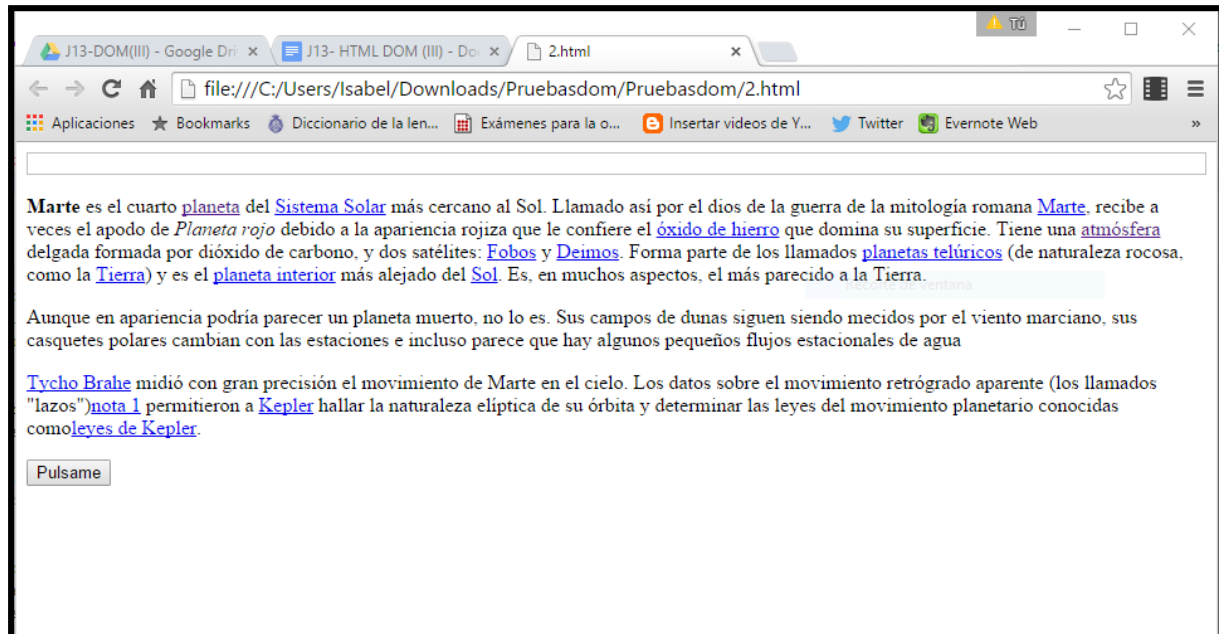 Tú
J13-DOM(III) - Google Dri
J13- HTML DOM (III) - Do
2.html
file:///C:/Users/Isabel/Downloads/Pruebasdom/Pruebasdom/2.html
Aplicaciones Bookmarks Diccionario de la len... Exámenes para la o... Insertar videos de Y... Twitter Evernote Web »
Marte es el cuarto planeta del Sistema Solar más cercano al Sol. Llamado así por el dios de la guerra de la mitología romana Marte, recibe a
veces el apodo de Planeta rojo debido a la apariencia rojiza que le confiere el óxido de hierro que domina su superficie. Tiene una atmósfera
delgada formada por dióxido de carbono, y dos satélites: Fobos y Deimos. Forma parte de los llamados planetas telúricos (de naturaleza rocosa,
como la Tierra) y es el planeta interior más alejado del Sol. Es, en muchos aspectos, el más parecido a la Tierra.
Recorte de ventana
Aunque en apariencia podría parecer un planeta muerto, no lo es. Sus campos de dunas siguen siendo mecidos por el viento marciano, sus
casquetes polares cambian con las estaciones e incluso parece que hay algunos pequeños flujos estacionales de agua
Tycho Brahe midió con gran precisión el movimiento de Marte en el cielo. Los datos sobre el movimiento retrógrado aparente (los llamados
"lazos")nota 1 permitieron a Kepler hallar la naturaleza elíptica de su órbita y determinar las leyes del movimiento planetario conocidas
comoleyes de Kepler.
Pulsame